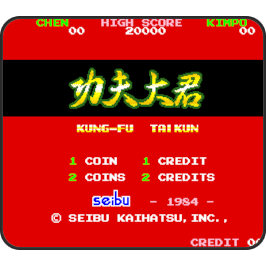 CHEN HIGH SCORE KIMPO
00 20000 00
功夫大君
KUNG-FU TAIKUN
1 COIN 1 CREDIT
2 COINS 2 CREDITS
seibu - 1984 -
© SEIBU KAIHATSU, INC.,
CREDIT